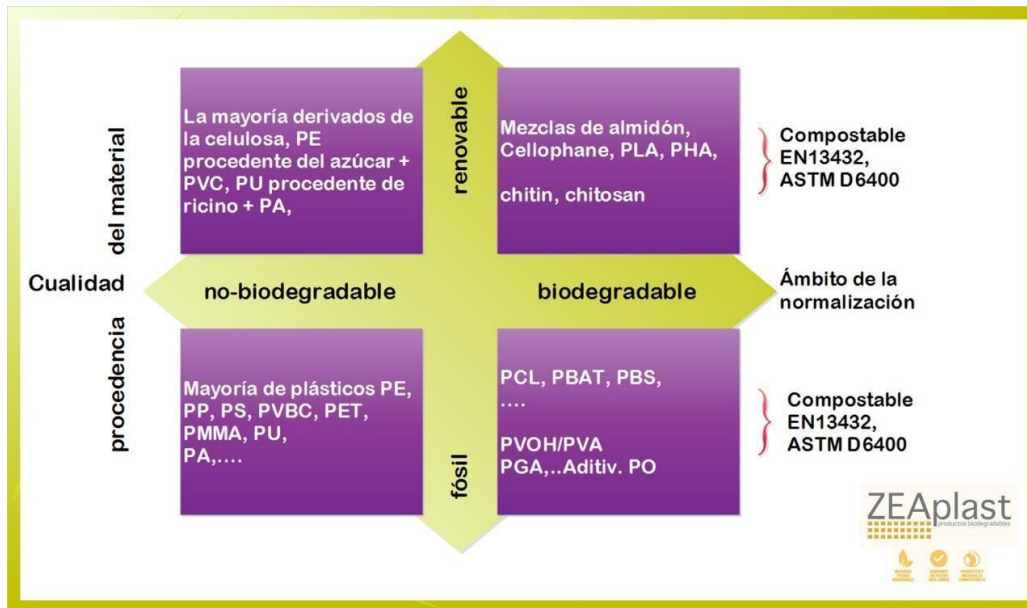 La mayoría derivados de
la celulosa, PE
procedente del azúcar +
PVC, PU procedente de
ricino + PA,
renovable
Mezclas de almidón,
Cellophane, PLA, PHA,
chitin, chitosan
Compostable
EN13432,
ASTM D6400
del material
Cualidad
procedencia
no-biodegradable
biodegradable
Ámbito de la
normalización
Mayoría de plásticos PE,
PP, PS, PVBC, PET,
PMMA, PU,
PA,....
fósil
PCL, PBAT, PBS,
....
PVOH/PVA
PGA,..Aditiv. PO
Compostable
EN13432,
ASTM D6400
ZEAplast
productos biodegradables